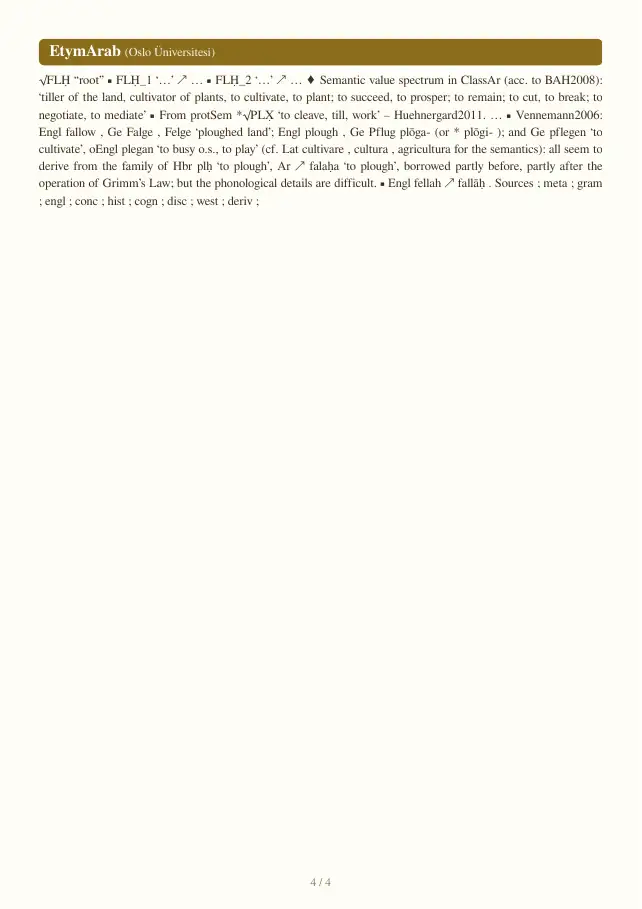 EtymArab (Oslo Üniversitesi)
√FLḤ “root” ▪ FLḤ_1 ‘…’ ↗ … ▪ FLḤ_2 ‘…’ ↗ … ♦ Semantic value spectrum in ClassAr (acc. to BAH2008):
‘tiller of the land, cultivator of plants, to cultivate, to plant; to succeed, to prosper; to remain; to cut, to break; to
negotiate, to mediate’ ▪ From protSem *√PLḤ ‘to cleave, till, work’ – Huehnergard2011. … ▪ Vennemann2006:
Engl fallow , Ge Falge , Felge ‘ploughed land’; Engl plough , Ge Pflug plōga- (or * plōgi- ); and Ge pflegen ‘to
cultivate’, oEngl plegan ‘to busy o.s., to play’ (cf. Lat cultivare , cultura , agricultura for the semantics): all seem to
derive from the family of Hbr plḥ ‘to plough’, Ar ↗ falaḥa ‘to plough’, borrowed partly before, partly after the
operation of Grimm’s Law; but the phonological details are difficult. ▪ Engl fellah ↗ fallāḥ . Sources ; meta ; gram
; engl ; conc ; hist ; cogn ; disc ; west ; deriv ;
4 / 4